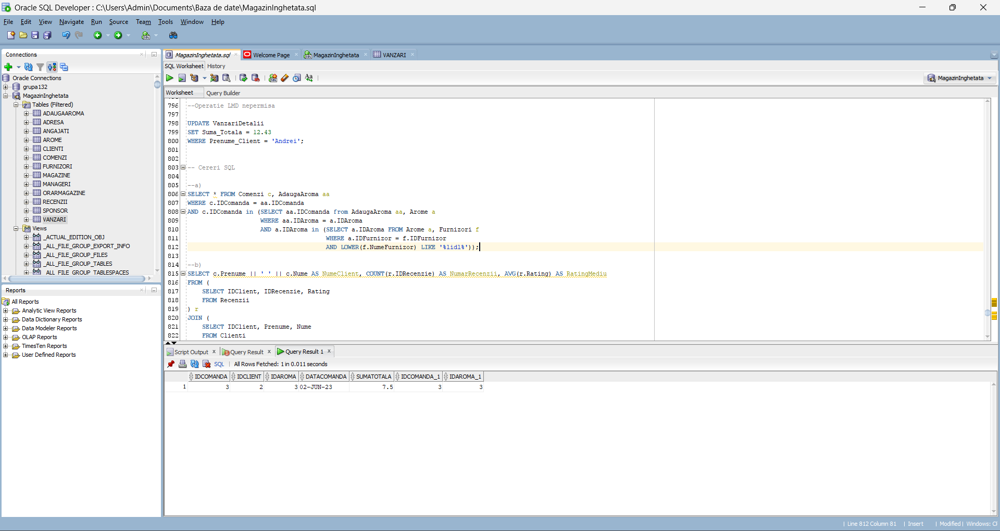 Oracle SQL Developer : C:\Users\Admin\Documents\Baza de date\MagazinInghetata.sql
File Edit View Navigate Run Source Team Tools Window Help
Connections
Oracle Connections
grupa132
MagazinInghetata
Tables (Filtered)
ADAUGAAROMA
ADRESA
ANGAJATI
AROME
CLIENTI
COMENZI
FURNIZORI
MAGAZINE
MANAGERI
ORARMAGAZINE
RECENZII
SPONSOR
VANZARI
Views
_ACTUAL_EDITION_OBJ
_ALL_FILE_GROUP_EXPORT_INFO
_ALL_FILE_GROUP_FILES
_ALL_FILE_GROUP_TABLES
_ALL_FILE_GROUP_TABLESPACES
Reports
All Reports
Analytic View Reports
Data Dictionary Reports
Data Modeler Reports
OLAP Reports
TimesTen Reports
User Defined Reports
MagazinInghetata.sql Welcome Page MagazinInghetata VANZARI
SQL Worksheet History
MagazinInghetata
Worksheet Query Builder
796 --Operatie LMD nepermisa
797
798 UPDATE VanzariDetalii
799 SET Suma_Totala = 12.43
800 WHERE Prenume_Client = 'Andrei';
801
802
803 -- Cereri SQL
804
805 --a)
806 SELECT * FROM Comenzi c, AdaugaAroma aa
807 WHERE c.IDComanda = aa.IDComanda
808 AND c.IDComanda in (SELECT aa.IDComanda from AdaugaAroma aa, Arome a
809 WHERE aa.IDAroma = a.IDAroma
810 AND a.IDAroma in (SELECT a.IDAroma FROM Arome a, Furnizori f
811 WHERE a.IDFurnizor = f.IDFurnizor
812 AND LOWER(f.NumeFurnizor) LIKE '%lidl%'));
813
814 --b)
815 SELECT c.Prenume || ' ' || c.Nume AS NumeClient, COUNT(r.IDRecenzie) AS NumarRecenzii, AVG(r.Rating) AS RatingMediu
816 FROM (
817 SELECT IDClient, IDRecenzie, Rating
818 FROM Recenzii
819 ) r
820 JOIN (
821 SELECT IDClient, Prenume, Nume
822 FROM Clienti
Script Output Query Result Query Result 1
SQL All Rows Fetched: 1 in 0.011 seconds
IDCOMANDA IDCLIENT IDAROMA DATACOMANDA SUMATOTALA IDCOMANDA_1 IDAROMA_1
1 3 2 3 02-JUN-23 7.5 3 3
Line 812 Column 81 Insert Modified Windows: